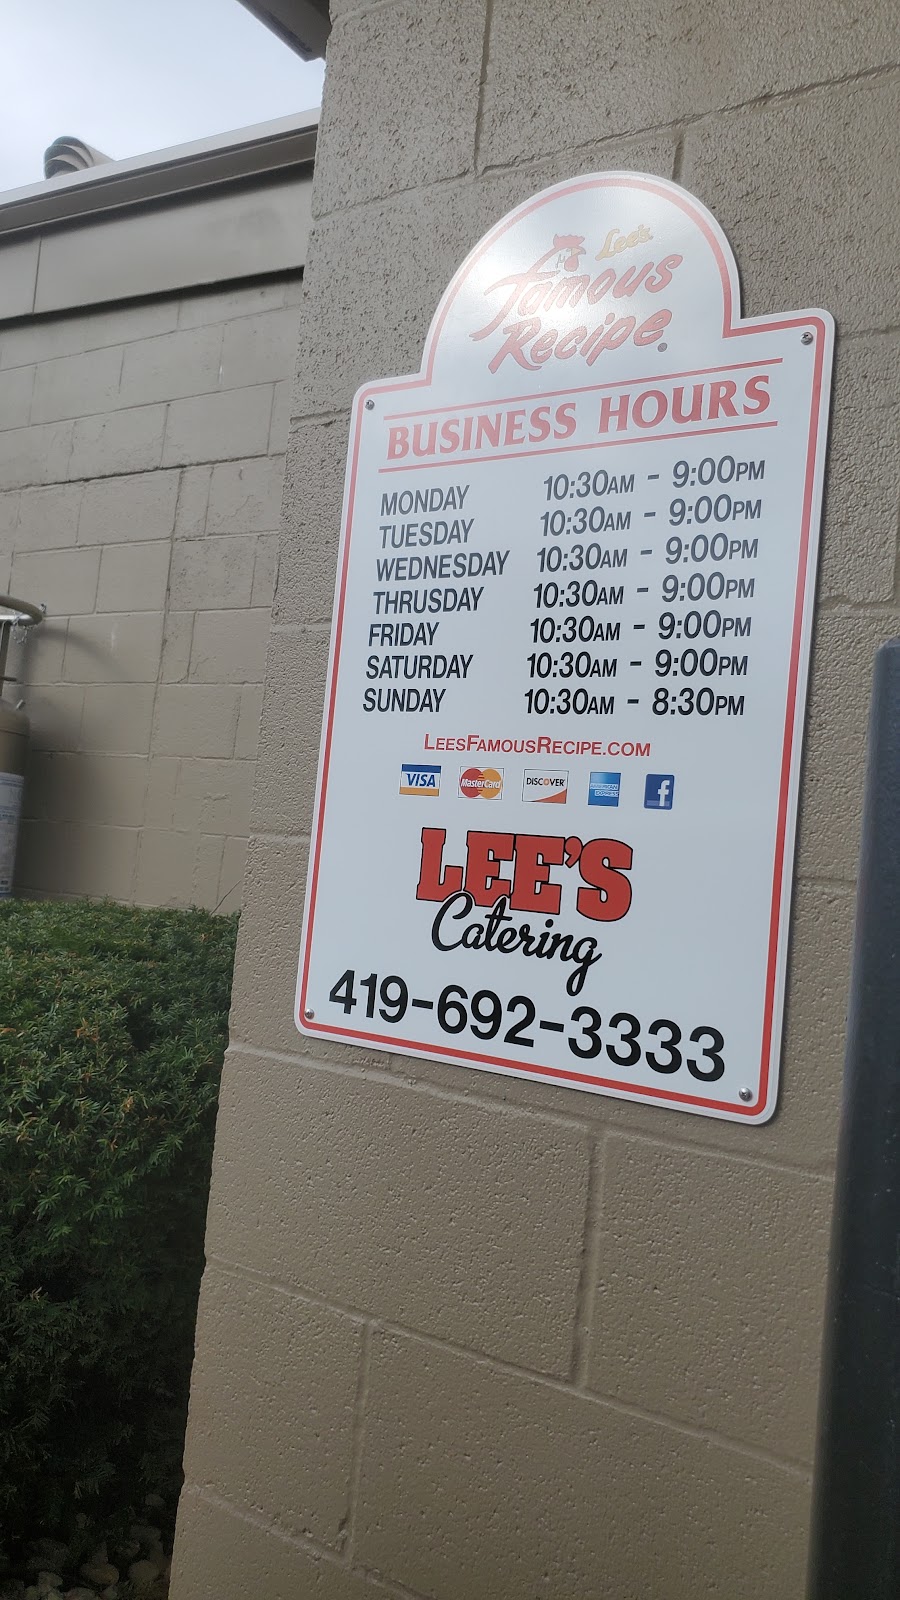 Lee's
Famous
Recipe
BUSINESS HOURS
MONDAY 10:30AM - 9:00PM
TUESDAY 10:30AM - 9:00PM
WEDNESDAY 10:30AM - 9:00PM
THRUSDAY 10:30AM - 9:00PM
FRIDAY 10:30AM - 9:00PM
SATURDAY 10:30AM - 9:00PM
SUNDAY 10:30AM - 8:30PM
LEESFAMOUSRECIPE.COM
VISA MasterCard DISCOVER AMERICAN EXPRESS f
LEE'S
Catering
419-692-3333